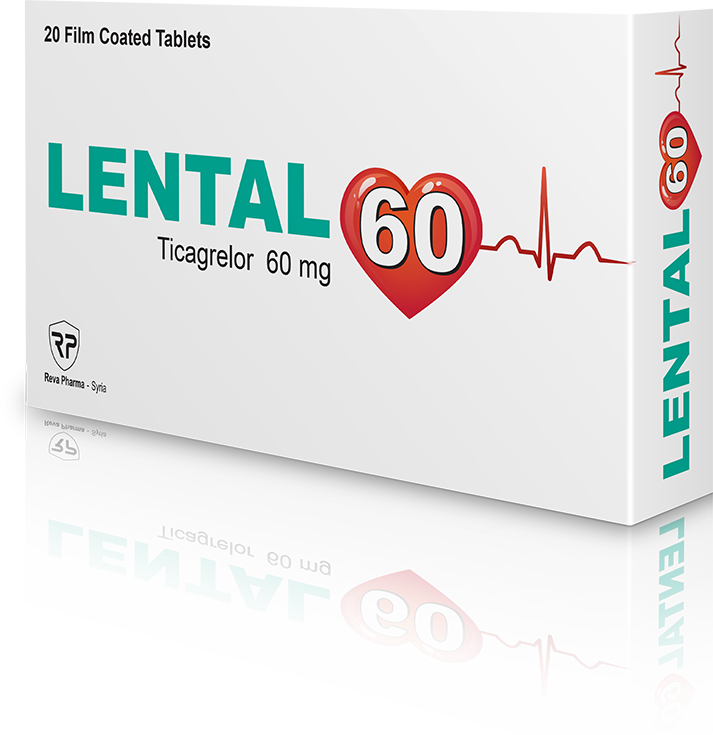 20 Film Coated Tablets
LENTAL 60
Ticagrelor 60 mg
RP
Reva Pharma - Syria
LENTAL 60